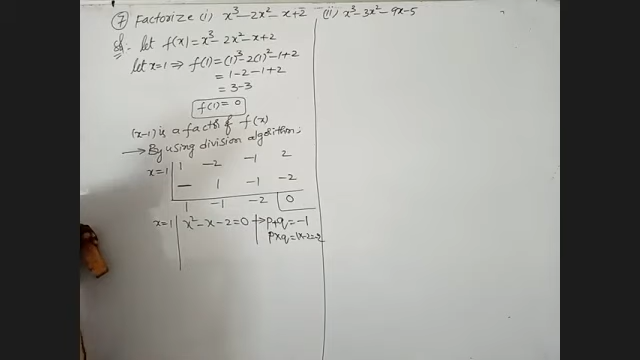 ⑦ Factorize (i) x³-2x²-x+2 (ii) x³-3x²-9x-5
Sol:- let f(x)=x³-2x²-x+2
let x=1 ⇒ f(1)=(1)³-2(1)²-1+2
= 1-2-1+2
= 3-3
f(1)=0
(x-1) is a factor of f(x)
→ By using division algorithm,
x=1 | 1 -2 -1 2
— 1 -1 -2
1 -1 -2 0
x=1 | x²-x-2=0 → p+q=-1
p×q=1x-2=-2